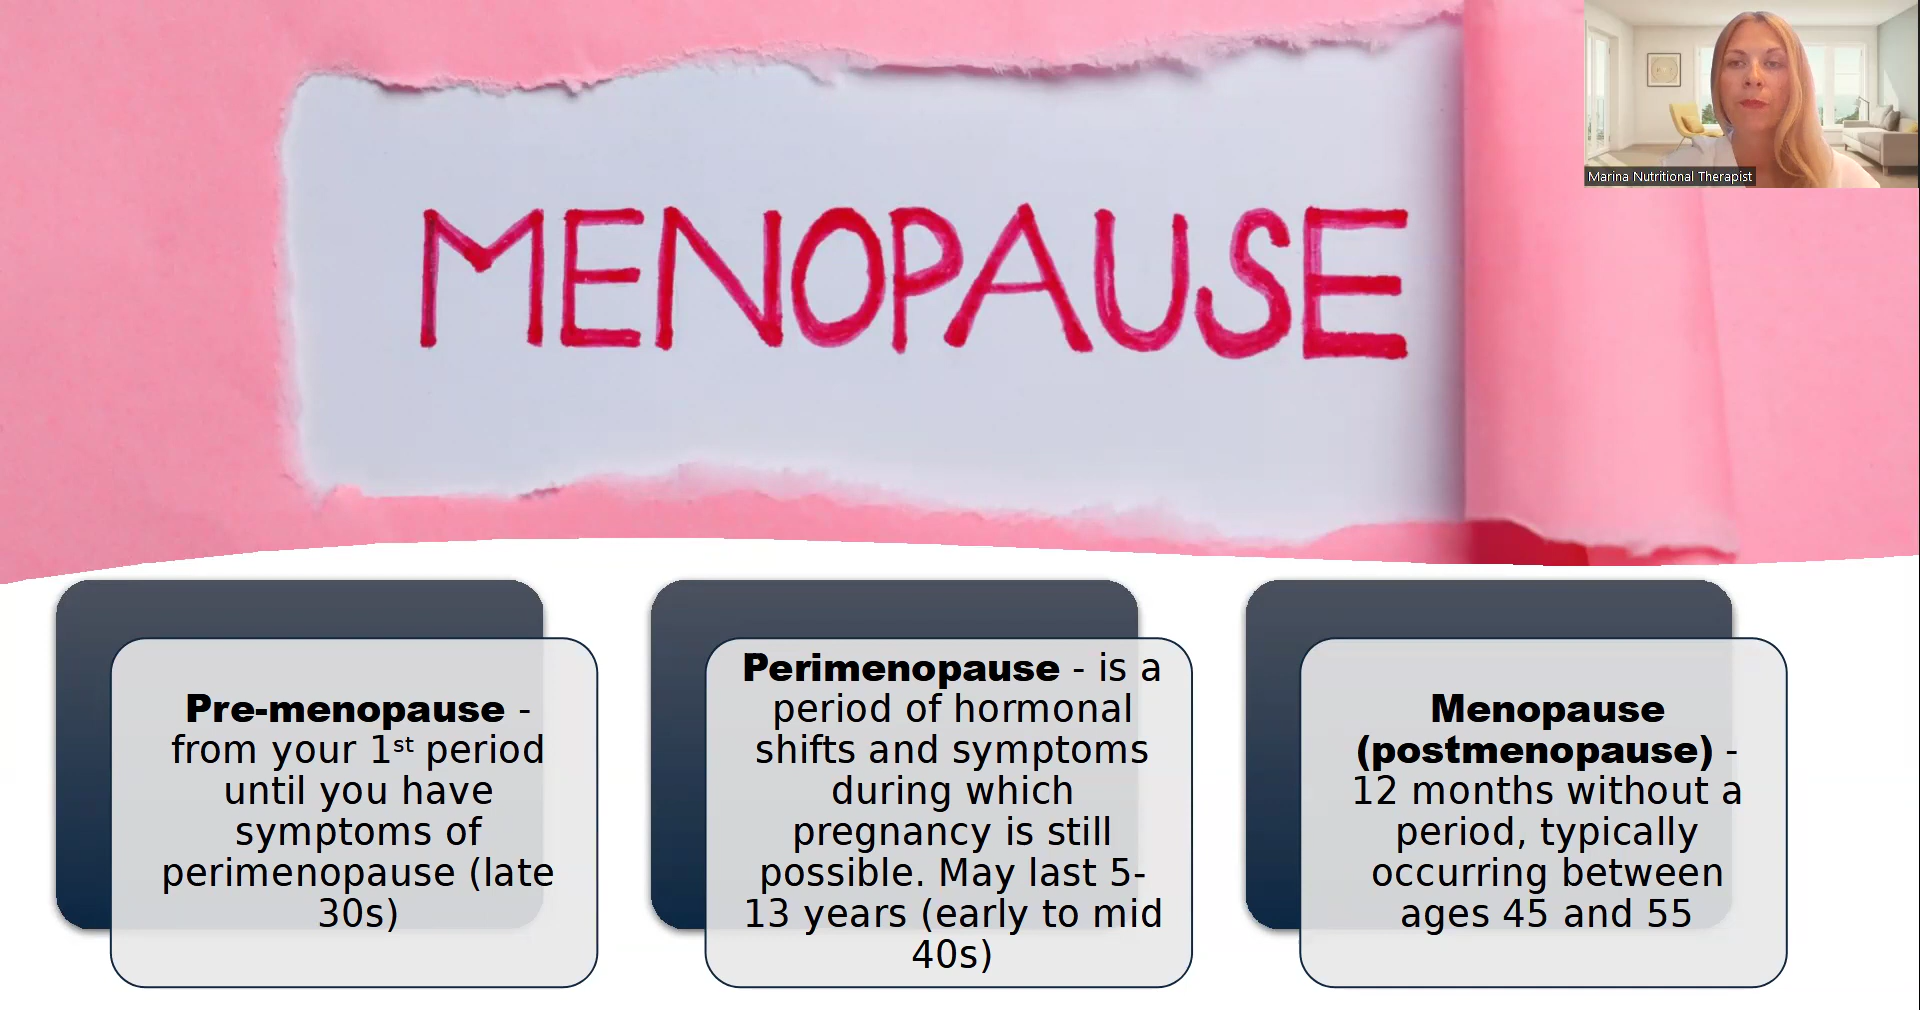 MENOPAUSE
Marina Nutritional Therapist
Pre-menopause -
from your 1st period
until you have
symptoms of
perimenopause (late
30s)
Perimenopause - is a
period of hormonal
shifts and symptoms
during which
pregnancy is still
possible. May last 5-
13 years (early to mid
40s)
Menopause
(postmenopause) -
12 months without a
period, typically
occurring between
ages 45 and 55